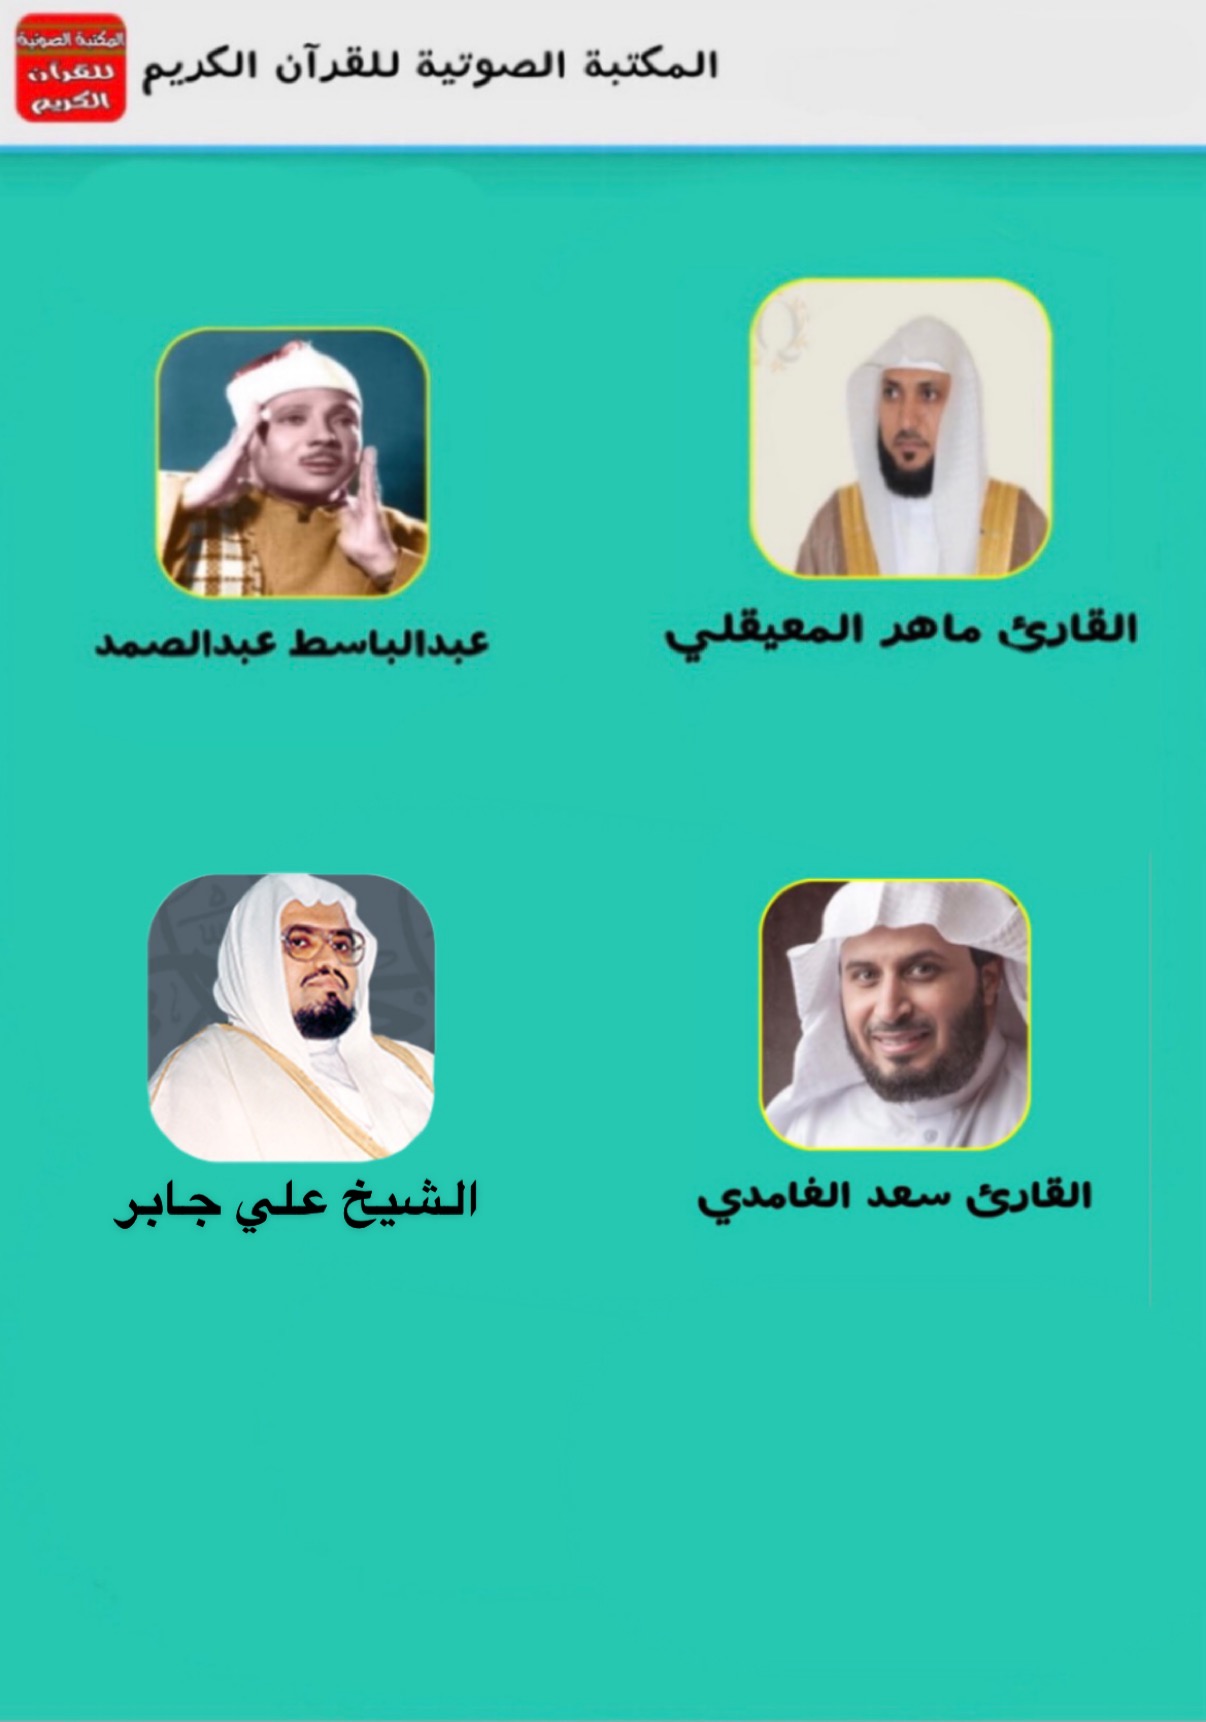 المكتبة الصوتية
للقرآن
الكريم
المكتبة الصوتية للقرآن الكريم
القارئ ماهر المعيقلي
عبدالباسط عبدالصمد
القارئ سعد الغامدي
الشيخ علي جابر